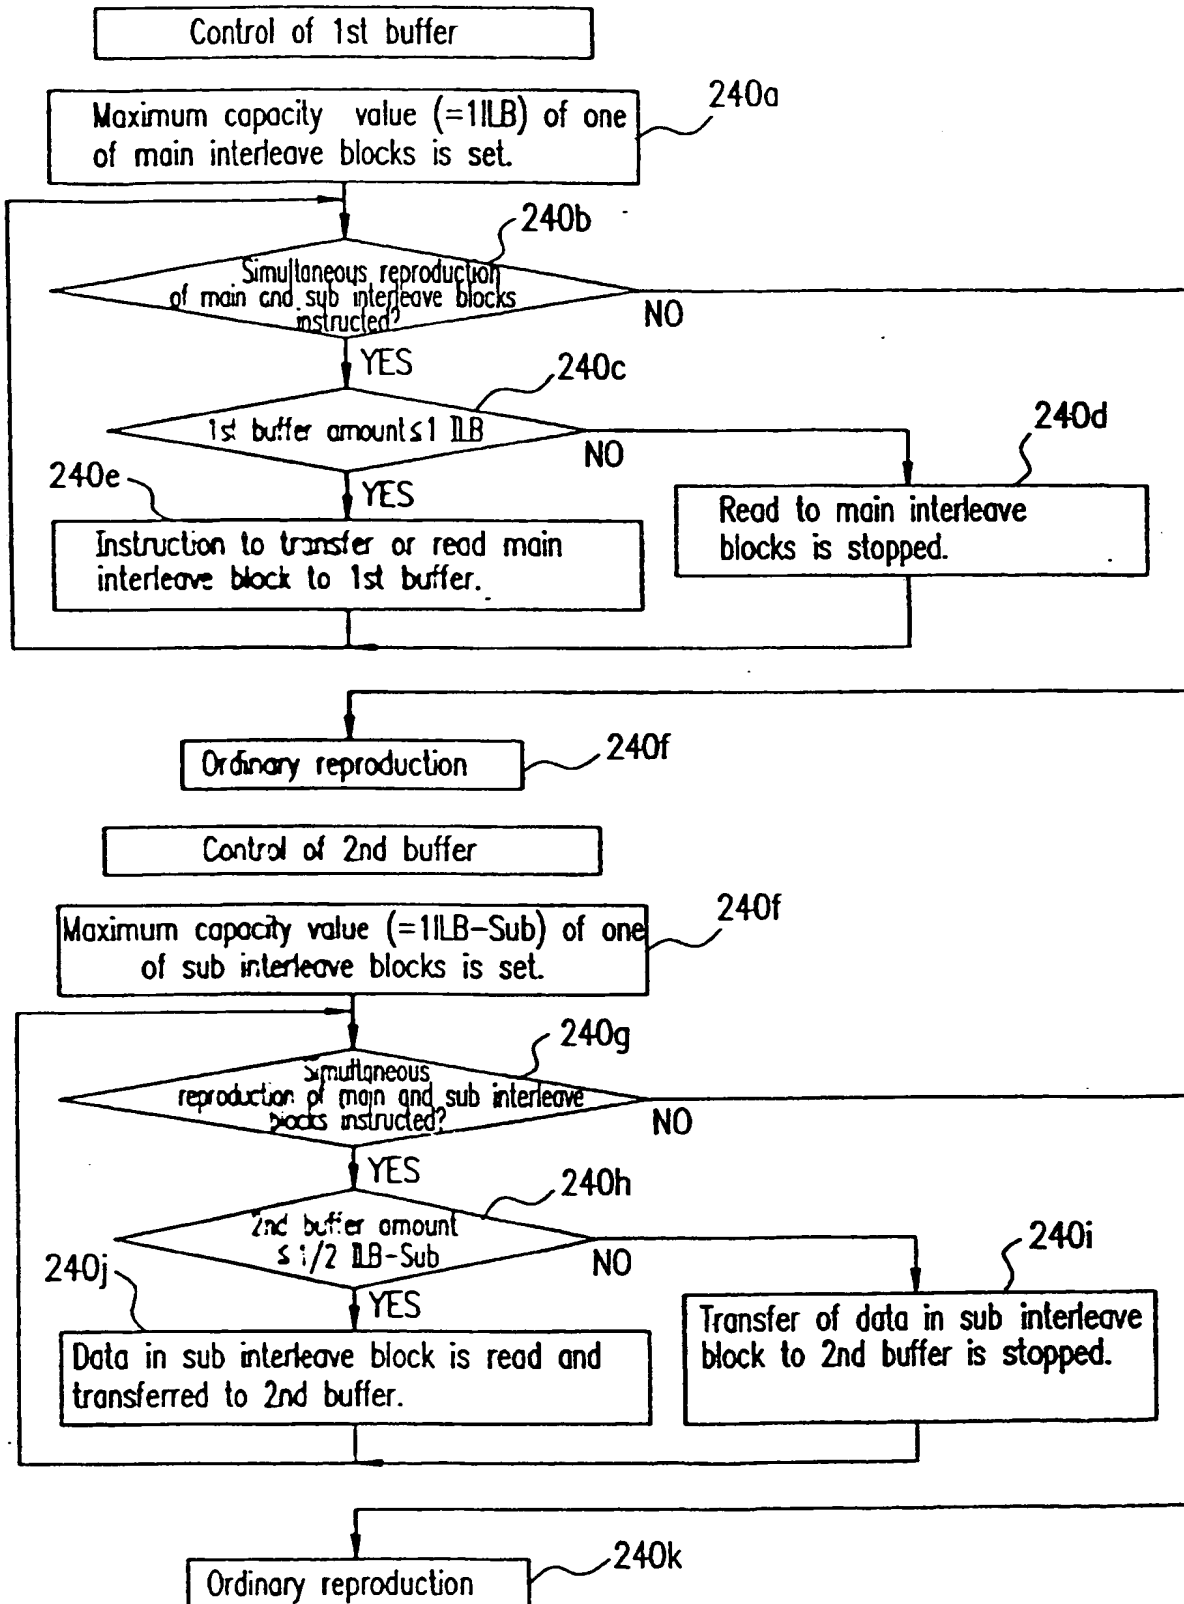 Control of 1st buffer
240a
Maximum capacity value (=1ILB) of one
of main interleave blocks is set.
240b
Simultaneous reproduction
of main and sub interleave blocks
instructed?
NO
YES
240c
1st buffer amount≤1 ILB
NO
240d
240e
YES
Instruction to transfer or read main
interleave block to 1st buffer.
Read to main interleave
blocks is stopped.
Ordinary reproduction
240f
Control of 2nd buffer
240f
Maximum capacity value (=1ILB-Sub) of one
of sub interleave blocks is set.
240g
Simultaneous
reproduction of main and sub interleave
blocks instructed?
NO
YES
240h
2nd buffer amount
≤ 1/2 ILB-Sub
NO
240i
240j
YES
Data in sub interleave block is read and
transferred to 2nd buffer.
Transfer of data in sub interleave
block to 2nd buffer is stopped.
Ordinary reproduction
240k